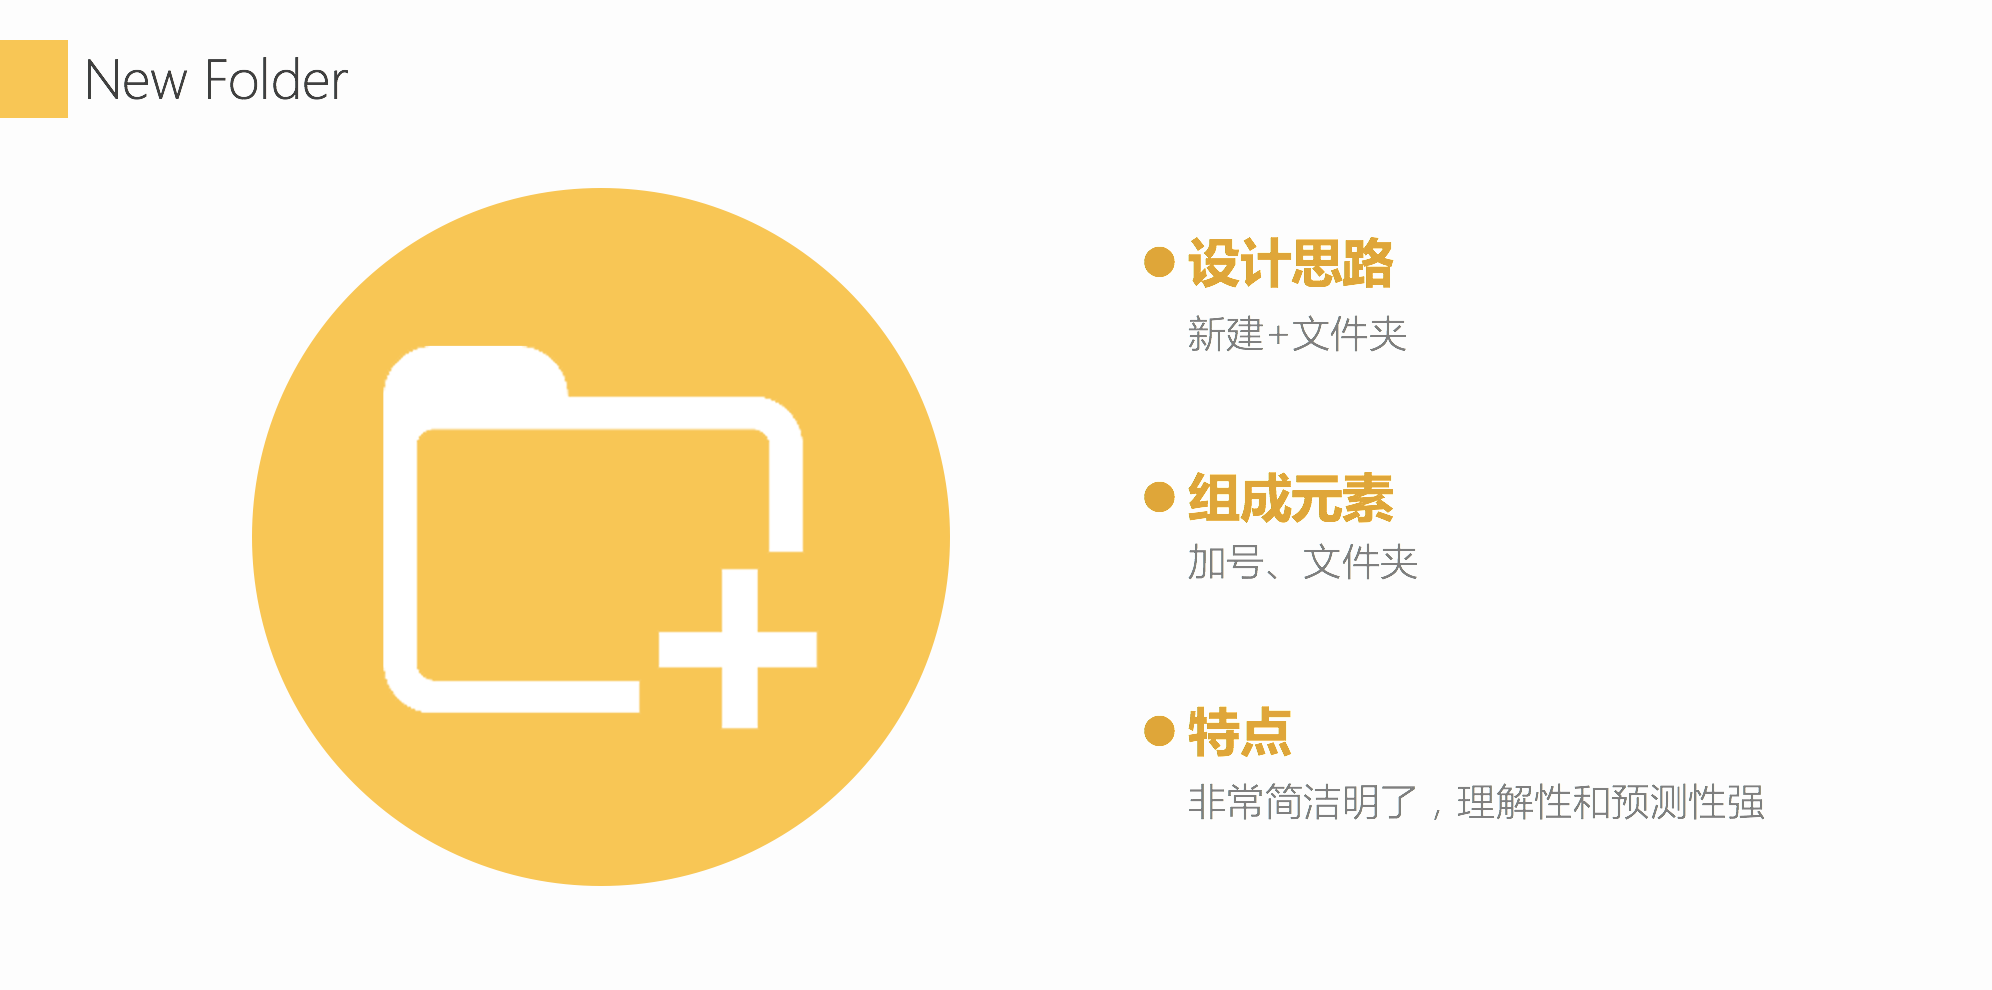 New Folder
设计思路
新建+文件夹
组成元素
加号、文件夹
特点
非常简洁明了，理解性和预测性强